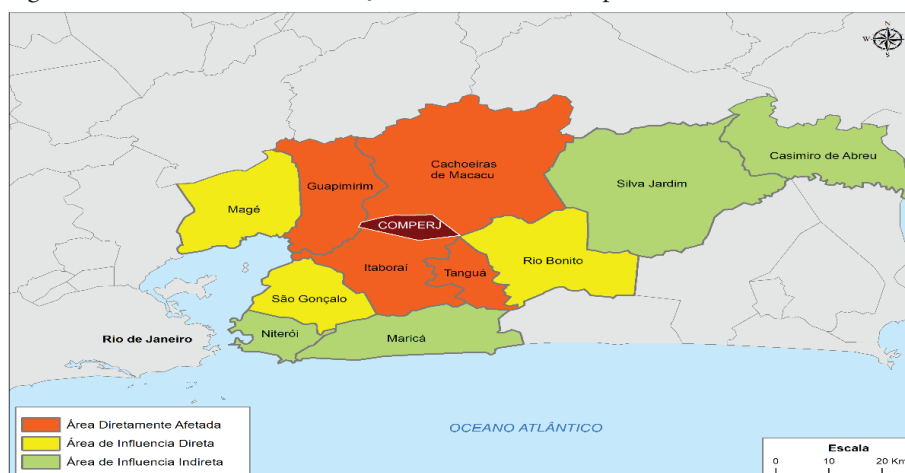 N
W
E
S
Cachoeiras
de Macacu
Casimiro de Abreu
Guapimirim
Silva Jardim
Magé
COMPERJ
Itaboraí
Tanguá
Rio Bonito
São Gonçalo
Niterói
Rio de Janeiro
Maricá
OCEANO ATLÂNTICO
Área Diretamente Afetada
Área de Influencia Direta
Área de Influencia Indireta
Escala
0 10 20 Km